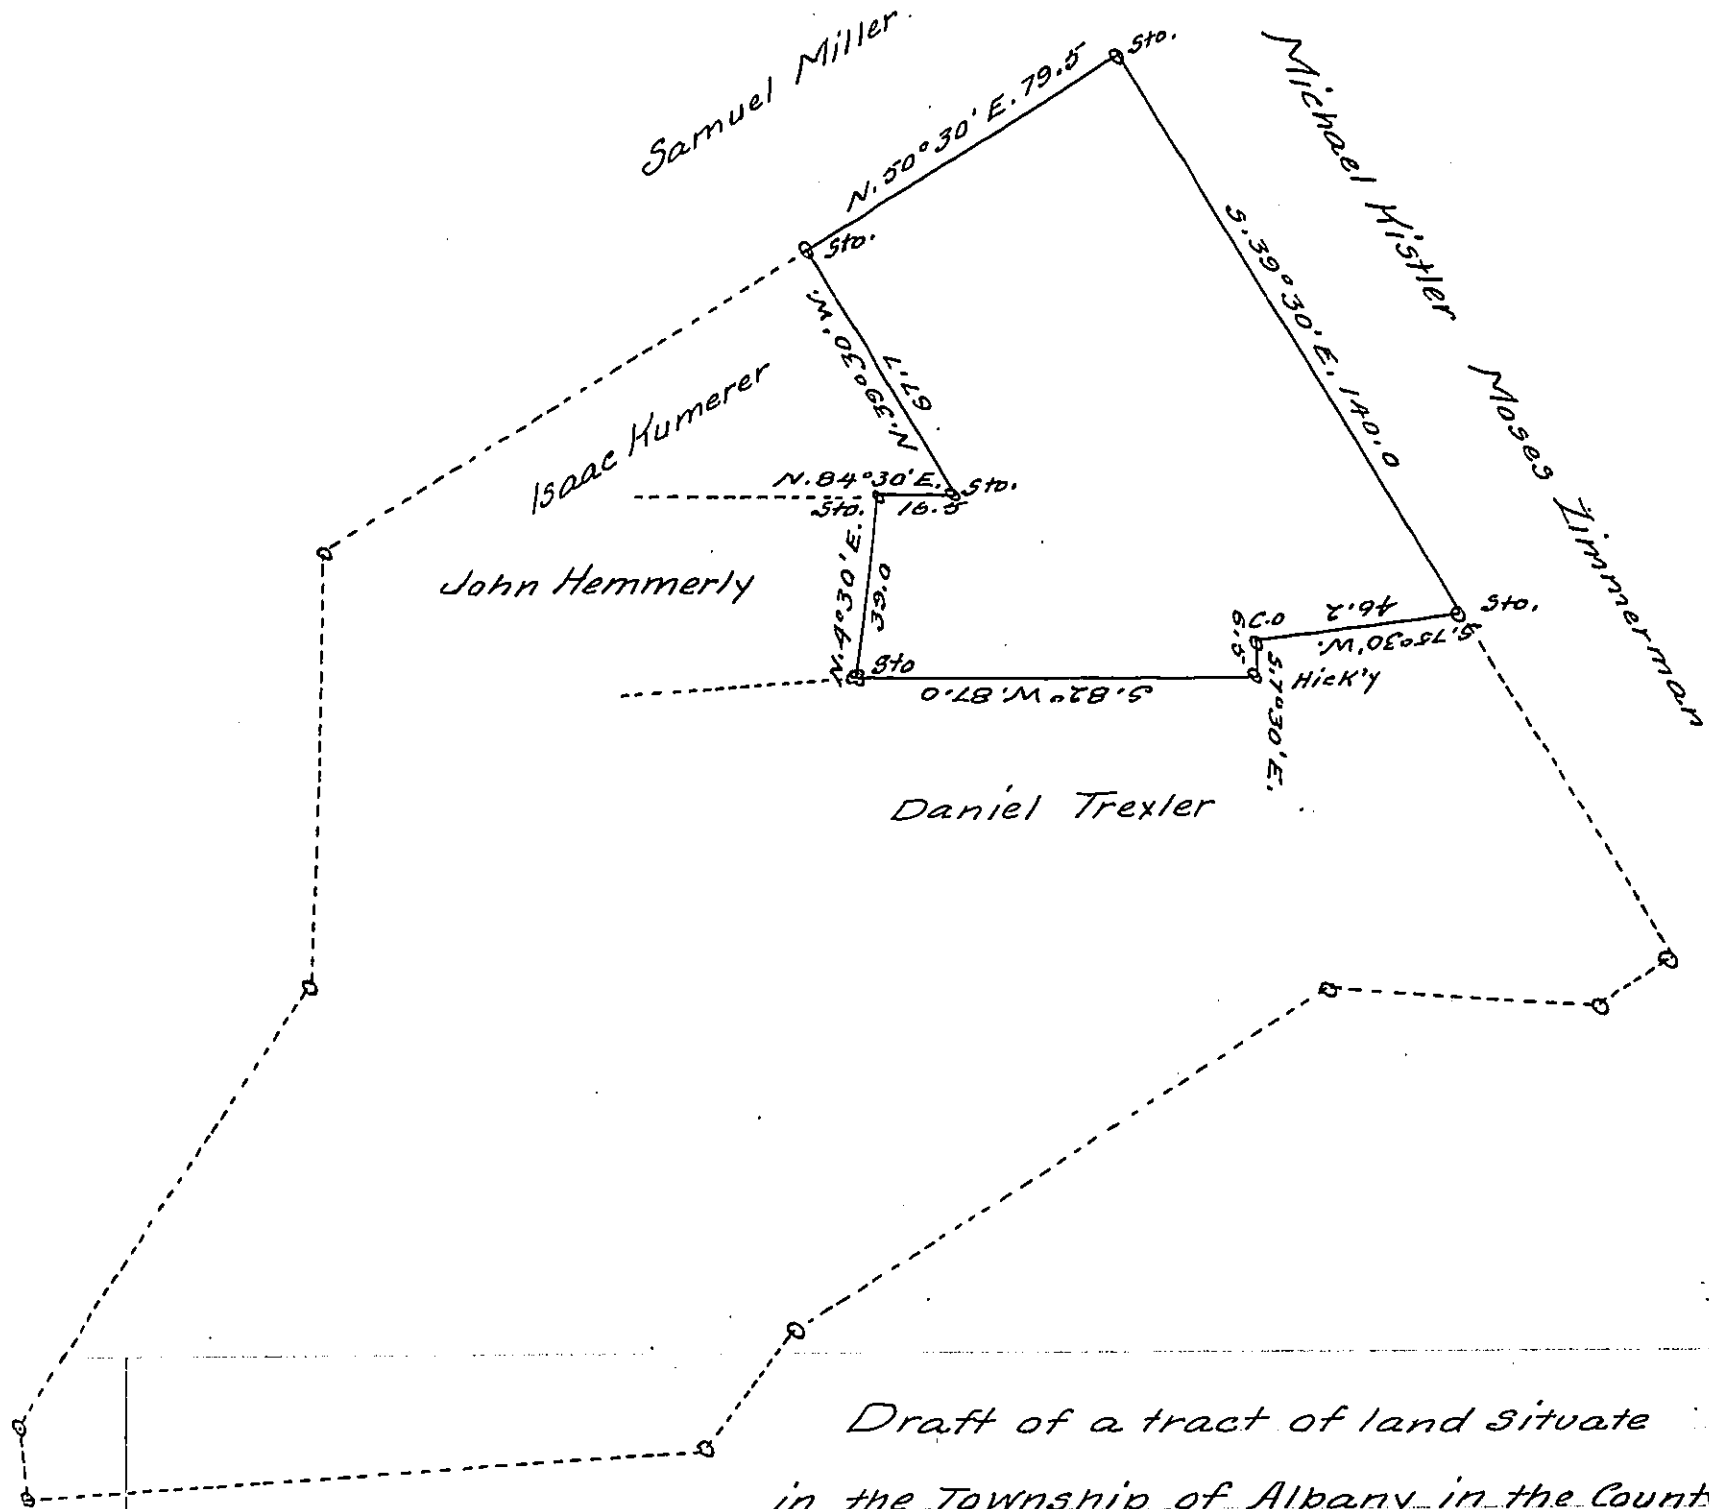 Samuel Miller.
Sto.
Michael Kistler
N. 50° 30' E. 79.5
Sto.
S. 39° 30' E. 140.0
N. 39° 30' W.
67.7
Isaac Kumerer
Moses Zimmerman
N. 84° 30' E.
Sto.
Sto.
16.5
John Hemmerly
N. 4° 30' E.
39.0
Sto
S. 82° W. 87.0
6.5
C.O
46.2
S. 75° 30' W.
Sto.
Hick'y
S. 7° 30' E.
Daniel Trexler
Draft of a tract of land situate
in the Township of Albany in the Count